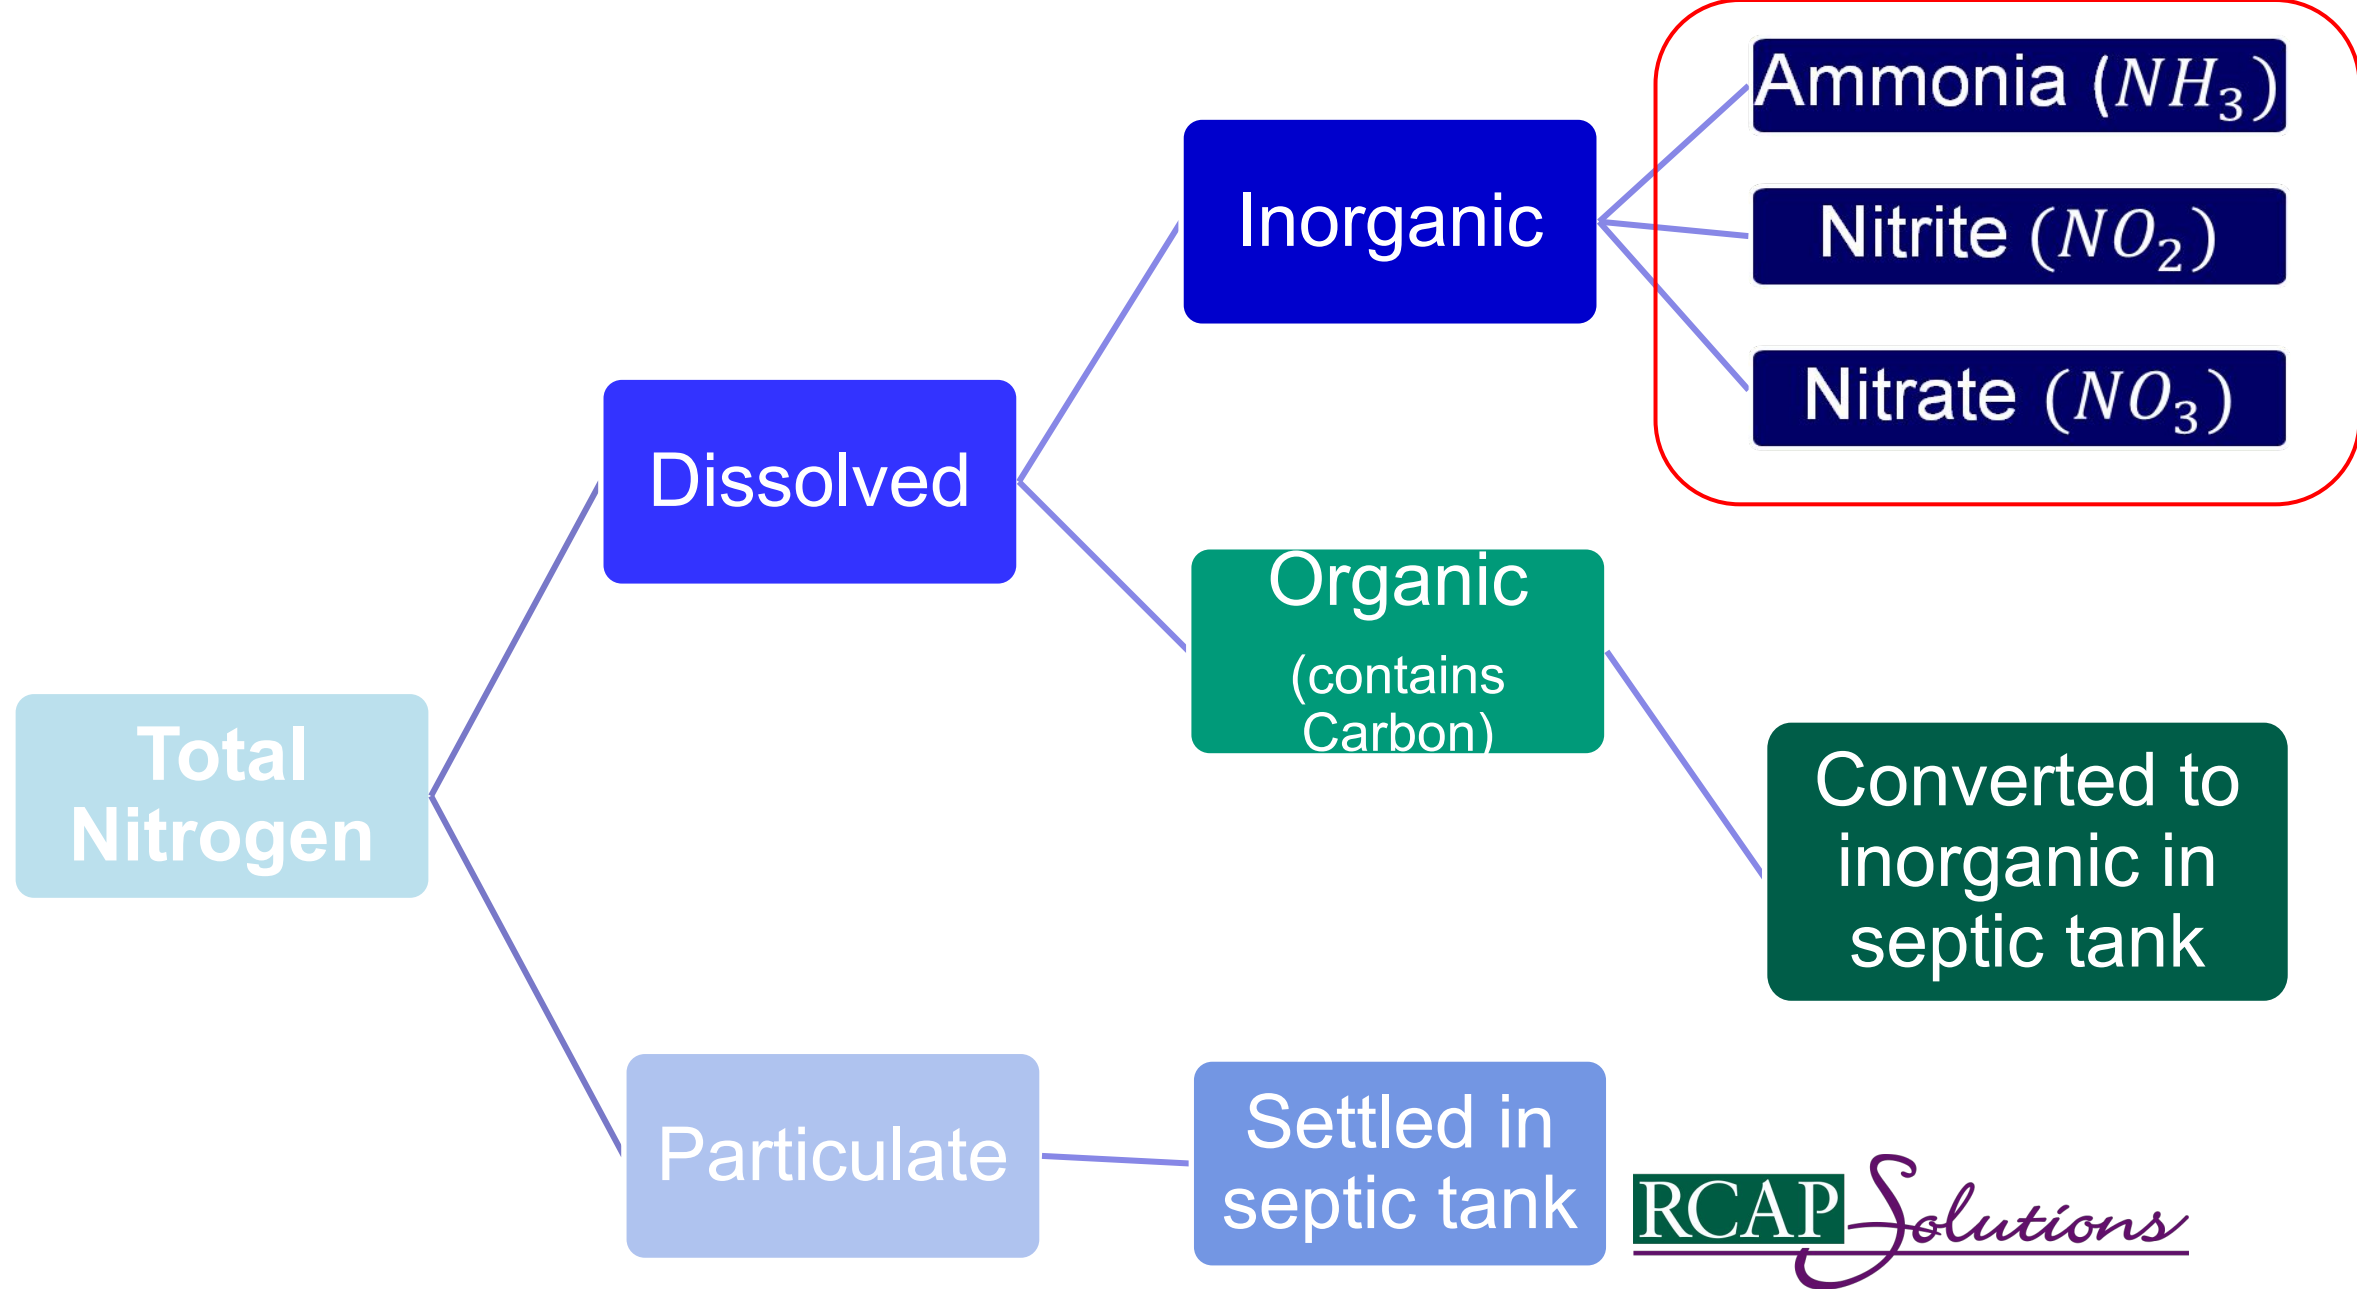 Ammonia (NH₃)
Nitrite (NO₂)
Nitrate (NO₃)
Inorganic
Dissolved
Organic
(contains
Carbon)
Total
Nitrogen
Converted to
inorganic in
septic tank
Particulate
Settled in
septic tank
RCAP Solutions